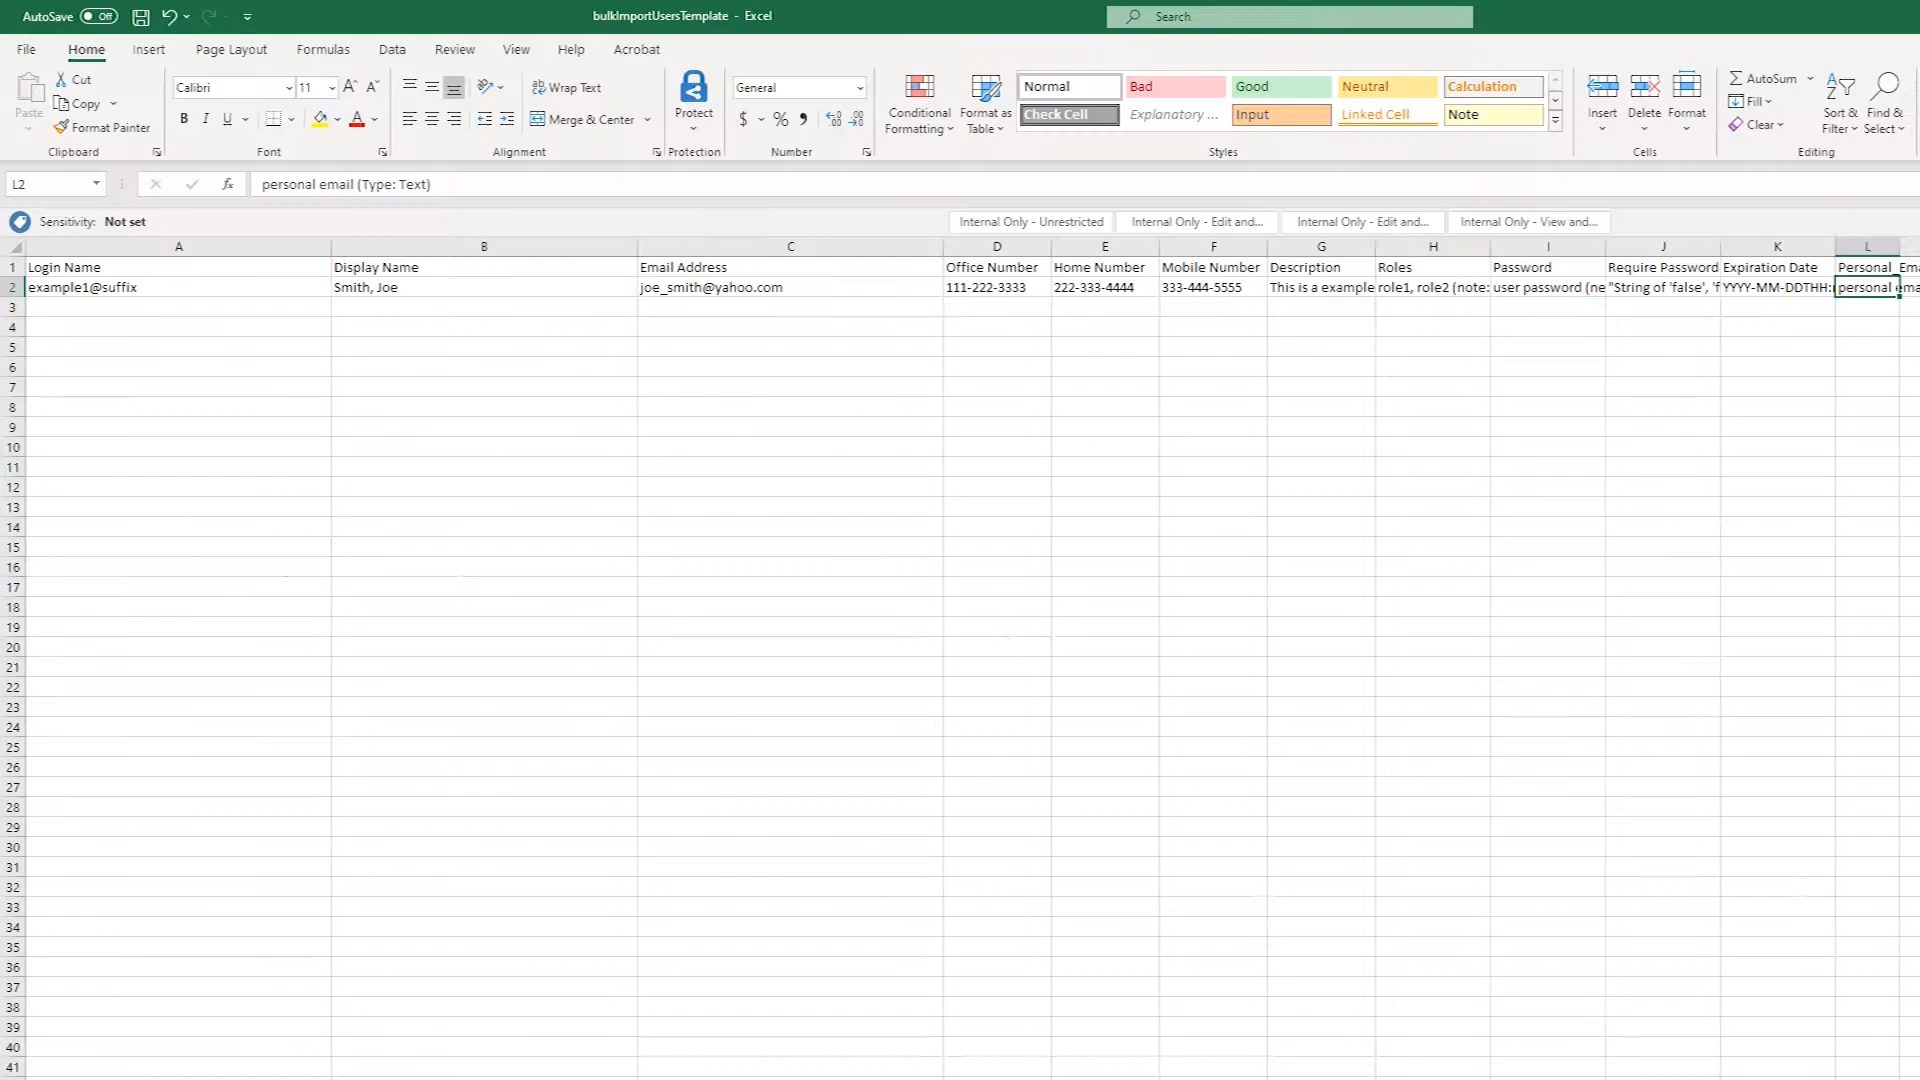 AutoSave Off bulkImportUsersTemplate - Excel Search
File Home Insert Page Layout Formulas Data Review View Help Acrobat
Paste Cut Copy Format Painter Clipboard
Calibri 11 A A B I U A Font
Wrap Text Merge & Center Alignment
Protect Protection
General $ % Number
Conditional Formatting Format as Table
Normal Bad Good Neutral Calculation
Check Cell Explanatory ... Input Linked Cell Note
Styles
Insert Delete Format Cells
AutoSum Fill Clear Sort & Filter Find & Select Editing
L2 fx personal email (Type: Text)
Sensitivity: Not set Internal Only - Unrestricted Internal Only - Edit and... Internal Only - Edit and... Internal Only - View and...
A B C D E F G H I J K L
1 Login Name Display Name Email Address Office Number Home Number Mobile Number Description Roles Password Require Password Expiration Date Personal_Ema
2 example1@suffix Smith, Joe joe_smith@yahoo.com 111-222-3333 222-333-4444 333-444-5555 This is a example role1, role2 (note: user password (ne "String of 'false', 'f YYYY-MM-DDTHH: personal ema
3
4
5
6
7
8
9
10
11
12
13
14
15
16
17
18
19
20
21
22
23
24
25
26
27
28
29
30
31
32
33
34
35
36
37
38
39
40
41